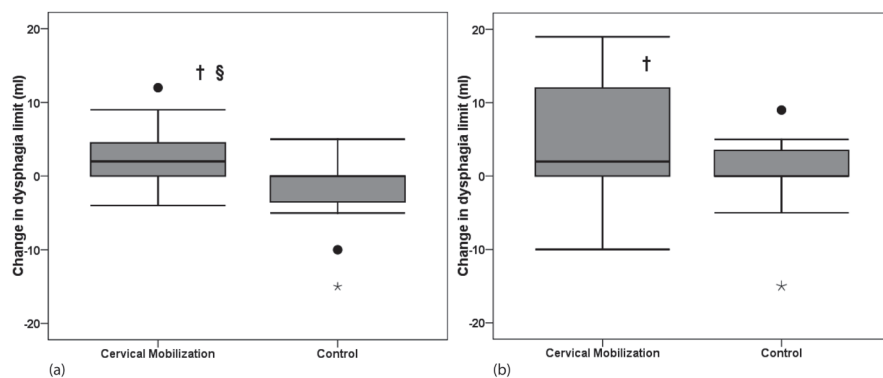 20
† §
10
Change in dysphagia limit (ml)
0
-10
-20
Cervical Mobilization Control
(a)
20
†
10
Change in dysphagia limit (ml)
0
-10
-20
Cervical Mobilization Control
(b)